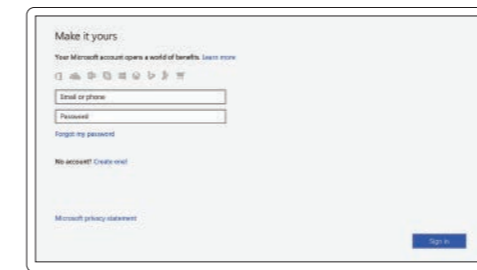 Make it yours
Your Microsoft account opens a world of benefits. Learn more
Email or phone
Password
Forgot my password
No account? Create one!
Microsoft privacy statement
Sign in